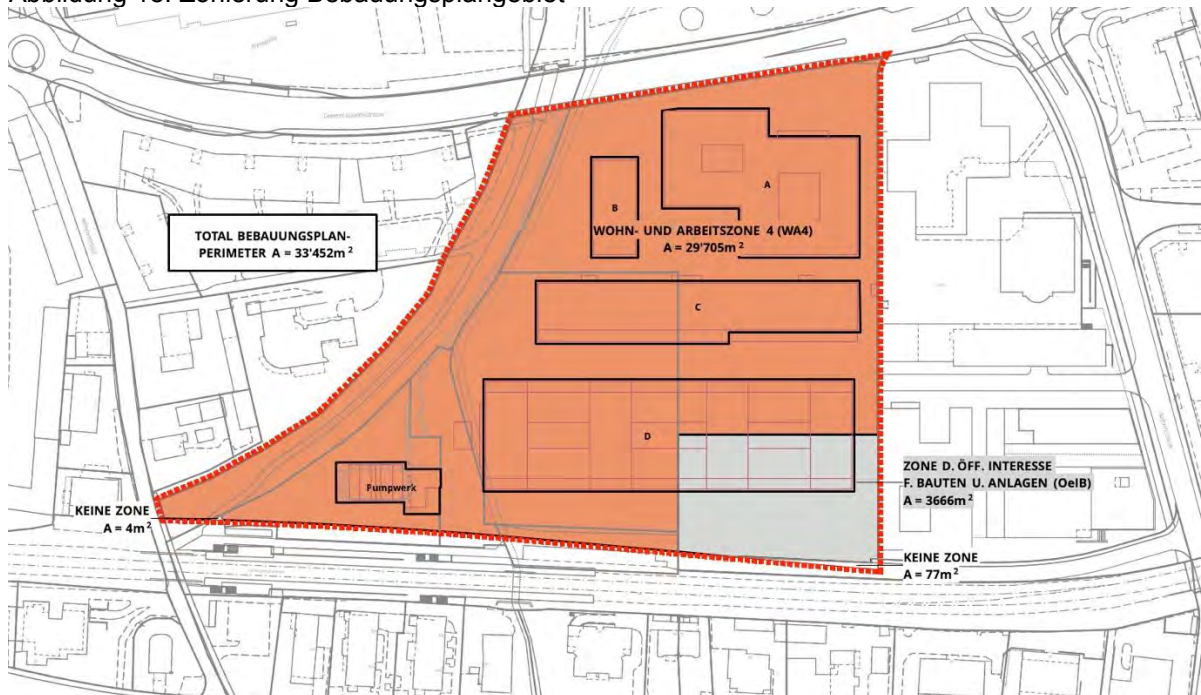 Abbildung 16: Zonierung Bebauungsplangebiet
TOTAL BEBAUUNGSPLAN-
PERIMETER A = 33'452m²
A
B
WOHN- UND ARBEITSZONE 4 (WA4)
A = 29'705m²
C
D
Pumpwerk
ZONE D. ÖFF. INTERESSE
F. BAUTEN U. ANLAGEN (OeIB)
A = 3666m²
KEINE ZONE
A = 4m²
KEINE ZONE
A = 77m²